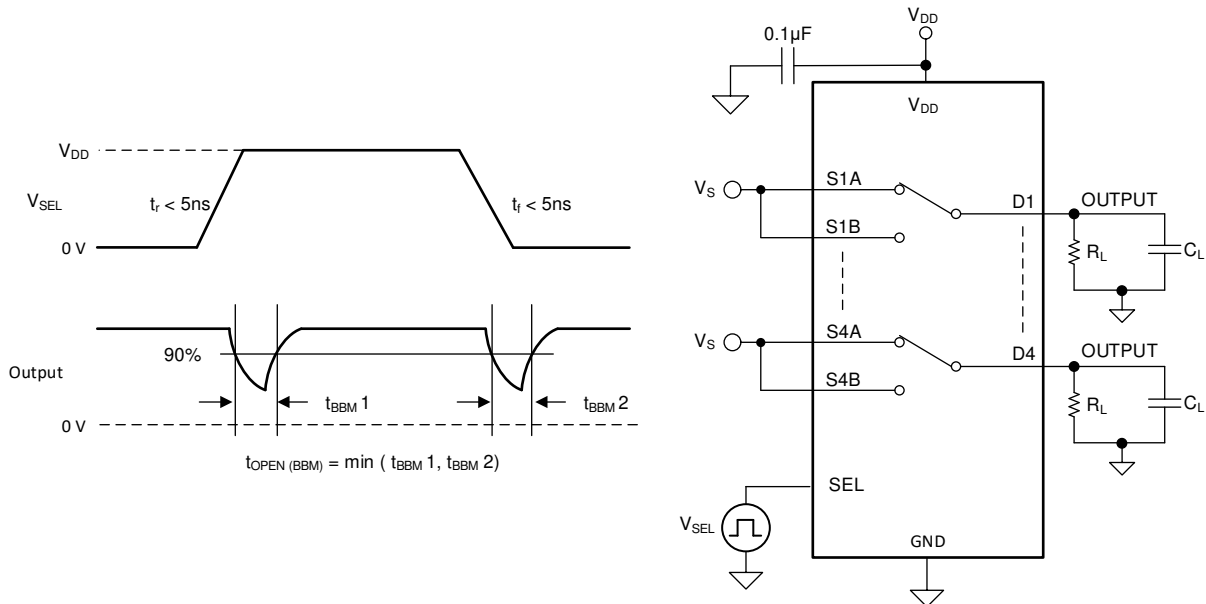 V_DD
V_SEL
t_r < 5ns
t_f < 5ns
0 V
90%
Output
t_BBM 1
t_BBM 2
0 V
t_OPEN (BBM) = min ( t_BBM 1, t_BBM 2)
V_DD
0.1µF
V_DD
V_S
S1A
D1
OUTPUT
S1B
R_L
C_L
V_S
S4A
D4
OUTPUT
S4B
R_L
C_L
SEL
V_SEL
GND